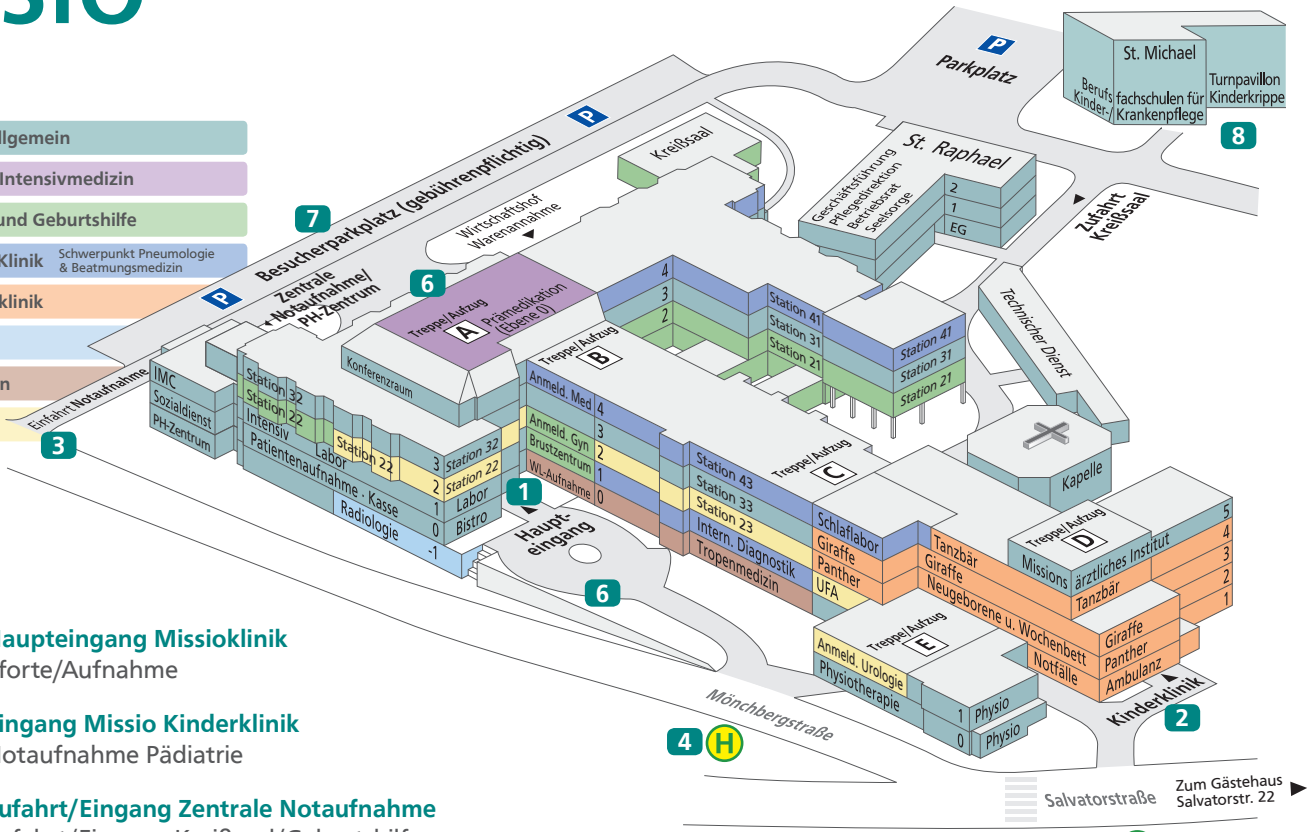 SIO
llgemein
Intensivmedizin
und Geburtshilfe
Klinik Schwerpunkt Pneumologie
& Beatmungsmedizin
klinik
n
P
Parkplatz
St. Michael
Berufs
Kinder-/
fachschulen für
Krankenpflege
Turnpavillon
Kinderkrippe
8
P
Besucherparkplatz (gebührenpflichtig)
7
P
Kreißsaal
Wirtschaftshof
Warenannahme
St. Raphael
Geschäftsführung
Pflegedirektion
Betriebsrat
Seelsorge
2
1
EG
Zufahrt
Kreißsaal
Zentrale
Notaufnahme/
PH-Zentrum
6
Treppe/Aufzug
A
Prämedikation
(Ebene 0)
Konferenzraum
Treppe/Aufzug
B
4
3
2
Station 41
Station 31
Station 21
Station 41
Station 31
Station 21
Technischer Dienst
Kapelle
Einfahrt Notaufnahme
3
IMC
Sozialdienst
PH-Zentrum
Station 32
Station 22
Intensiv
Labor
Station 22
Patientenaufnahme · Kasse
Radiologie
3
2
1
0
-1
Station 32
Station 22
Labor
Bistro
1
Haupt-
eingang
6
Anmeld. Med
Anmeld. Gyn
Brustzentrum
WL-Aufnahme
4
3
2
1
0
Station 43
Station 33
Station 23
Intern. Diagnostik
Tropenmedizin
Treppe/Aufzug
C
Schlaflabor
Giraffe
Panther
UFA
Tanzbär
Giraffe
Neugeborene u. Wochenbett
Notfälle
Treppe/Aufzug
D
Missions ärztliches Institut
Tanzbär
5
4
3
2
1
Giraffe
Panther
Ambulanz
Treppe/Aufzug
E
Anmeld. Urologie
Physiotherapie
1 Physio
0 Physio
Kinderklinik
2
Mönchbergstraße
4 H
Salvatorstraße
Zum Gästehaus
Salvatorstr. 22
Haupteingang Missioklinik
forte/Aufnahme
ingang Missio Kinderklinik
Notaufnahme Pädiatrie
ufahrt/Eingang Zentrale Notaufnahme